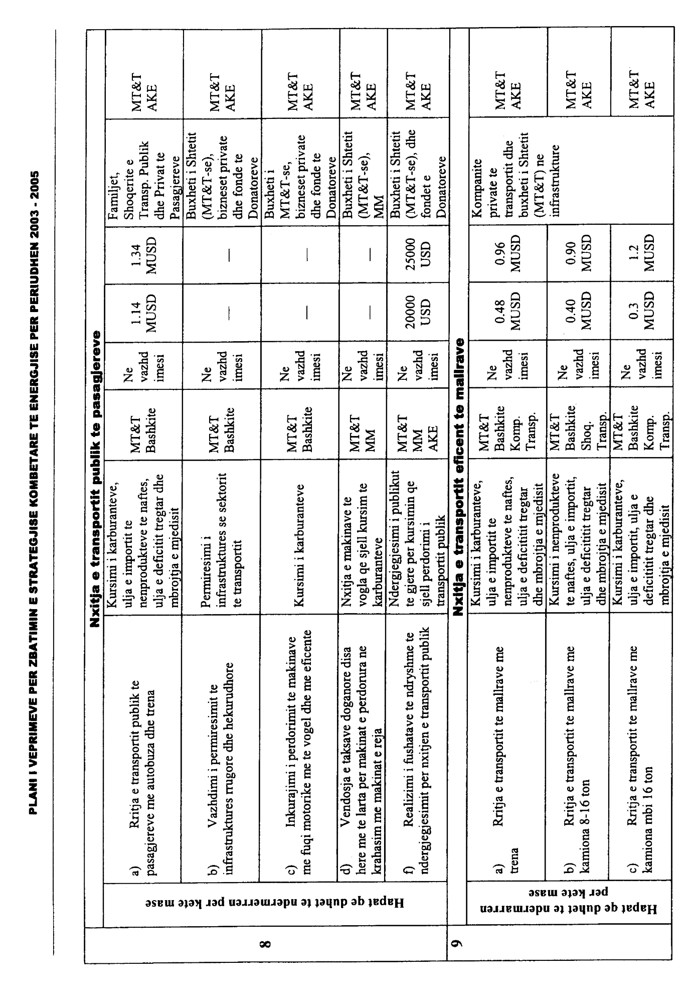 PLANI I VEPRIMEVE PER ZBATIMIN E STRATEGJISE KOMBETARE TE ENERGJISE PER PERIUDHEN 2003 - 2005
8
Nxitja e transportit publik te pasagjereve
Hapat qe duhet te ndermerren per kete mase
a) Rritja e transportit publik te
pasagjereve me autobuza dhe trena
Kursimi i karburanteve,
ulja e importit te
nenprodukteve te naftes,
ulja e deficitit tregtar dhe
mbrojtja e mjedisit
MT&T
Bashkite
Ne
vazhd
imesi
1.14
MUSD
1.34
MUSD
Familjet,
Shoqerite e
Transp. Publik
dhe Privat te
Pasagjereve
MT&T
AKE
b) Vazhdimi i permiresimit te
infrastruktures rrugore dhe hekurudhore
Permiresimi i
infrastruktures se sektorit
te transportit
MT&T
Bashkite
Ne
vazhd
imesi
—
—
Buxheti i Shtetit
(MT&T-se),
bizneset private
dhe fonde te
Donatoreve
MT&T
AKE
c) Inkurajimi i perdorimit te makinave
me fuqi motorike me te vogel dhe me eficente
Kursimi i karburanteve
MT&T
Bashkite
Ne
vazhd
imesi
—
—
Buxheti i
MT&T-se,
bizneset private
dhe fonde te
Donatoreve
MT&T
AKE
d) Vendosja e taksave doganore disa
here me te larta per makinat e perdorura ne
krahasim me makinat e reja
Nxitja e makinave te
vogla qe sjell kursim te
karburanteve
MT&T
MM
Ne
vazhd
imesi
—
—
Buxheti i Shtetit
(MT&T-se),
MM
MT&T
AKE
f) Realizimi i fushatave te ndryshme te
ndergjegjesimit per nxitjen e transportit publik
Ndergjegjesimi i publikut
te gjere per kursimin qe
sjell perdorimi i
transportit publik
MT&T
MM
AKE
Ne
vazhd
imesi
20000
USD
25000
USD
Buxheti i Shtetit
(MT&T-se), dhe
fondet e
Donatoreve
MT&T
AKE
9
Nxitja e transportit eficent te mallrave
Hapat qe duhet te ndermarren
per kete mase
a) Rritja e transportit te mallrave me
trena
Kursimi i karburanteve,
ulja e importit te
nenprodukteve te naftes,
ulja e deficititit tregtar
dhe mbrojtja e mjedisit
MT&T
Bashkite
Komp.
Transp.
Ne
vazhd
imesi
0.48
MUSD
0.96
MUSD
Kompanite
private te
transportit dhe
buxheti i Shtetit
(MT&T) ne
infrastrukture
MT&T
AKE
b) Rritja e transportit te mallrave me
kamiona 8-16 ton
Kursimi i nenprodukteve
te naftes, ulja e importit,
ulja e deficititit tregtar
dhe mbrojtja e mjedisit
MT&T
Bashkite
Shoq.
Transp.
Ne
vazhd
imesi
0.40
MUSD
0.90
MUSD
MT&T
AKE
c) Rritja e transportit te mallrave me
kamiona mbi 16 ton
Kursimi i karburanteve,
ulja e importit, ulja e
deficititit tregtar dhe
mbrojtja e mjedisit
MT&T
Bashkite
Komp.
Transp.
Ne
vazhd
imesi
0.3
MUSD
1.2
MUSD
MT&T
AKE